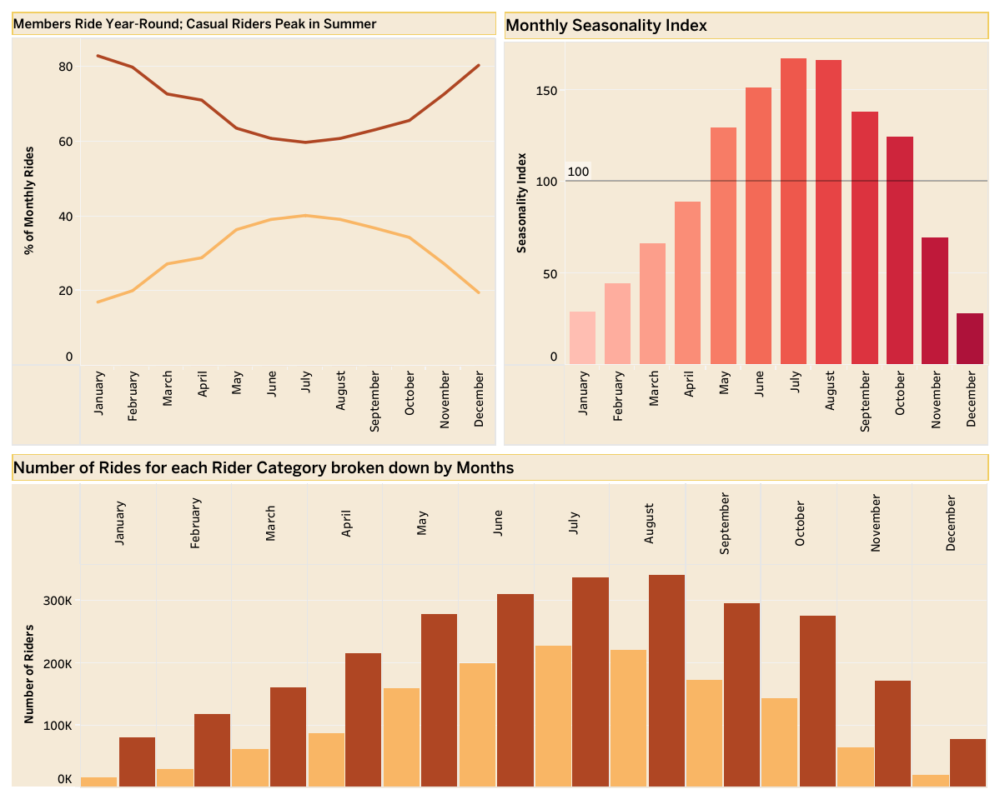 Members Ride Year-Round; Casual Riders Peak in Summer
% of Monthly Rides
80
60
40
20
0
January
February
March
April
May
June
July
August
September
October
November
December
Monthly Seasonality Index
Seasonality Index
150
100
50
0
100
January
February
March
April
May
June
July
August
September
October
November
December
Number of Rides for each Rider Category broken down by Months
January
February
March
April
May
June
July
August
September
October
November
December
Number of Riders
300K
200K
100K
0K